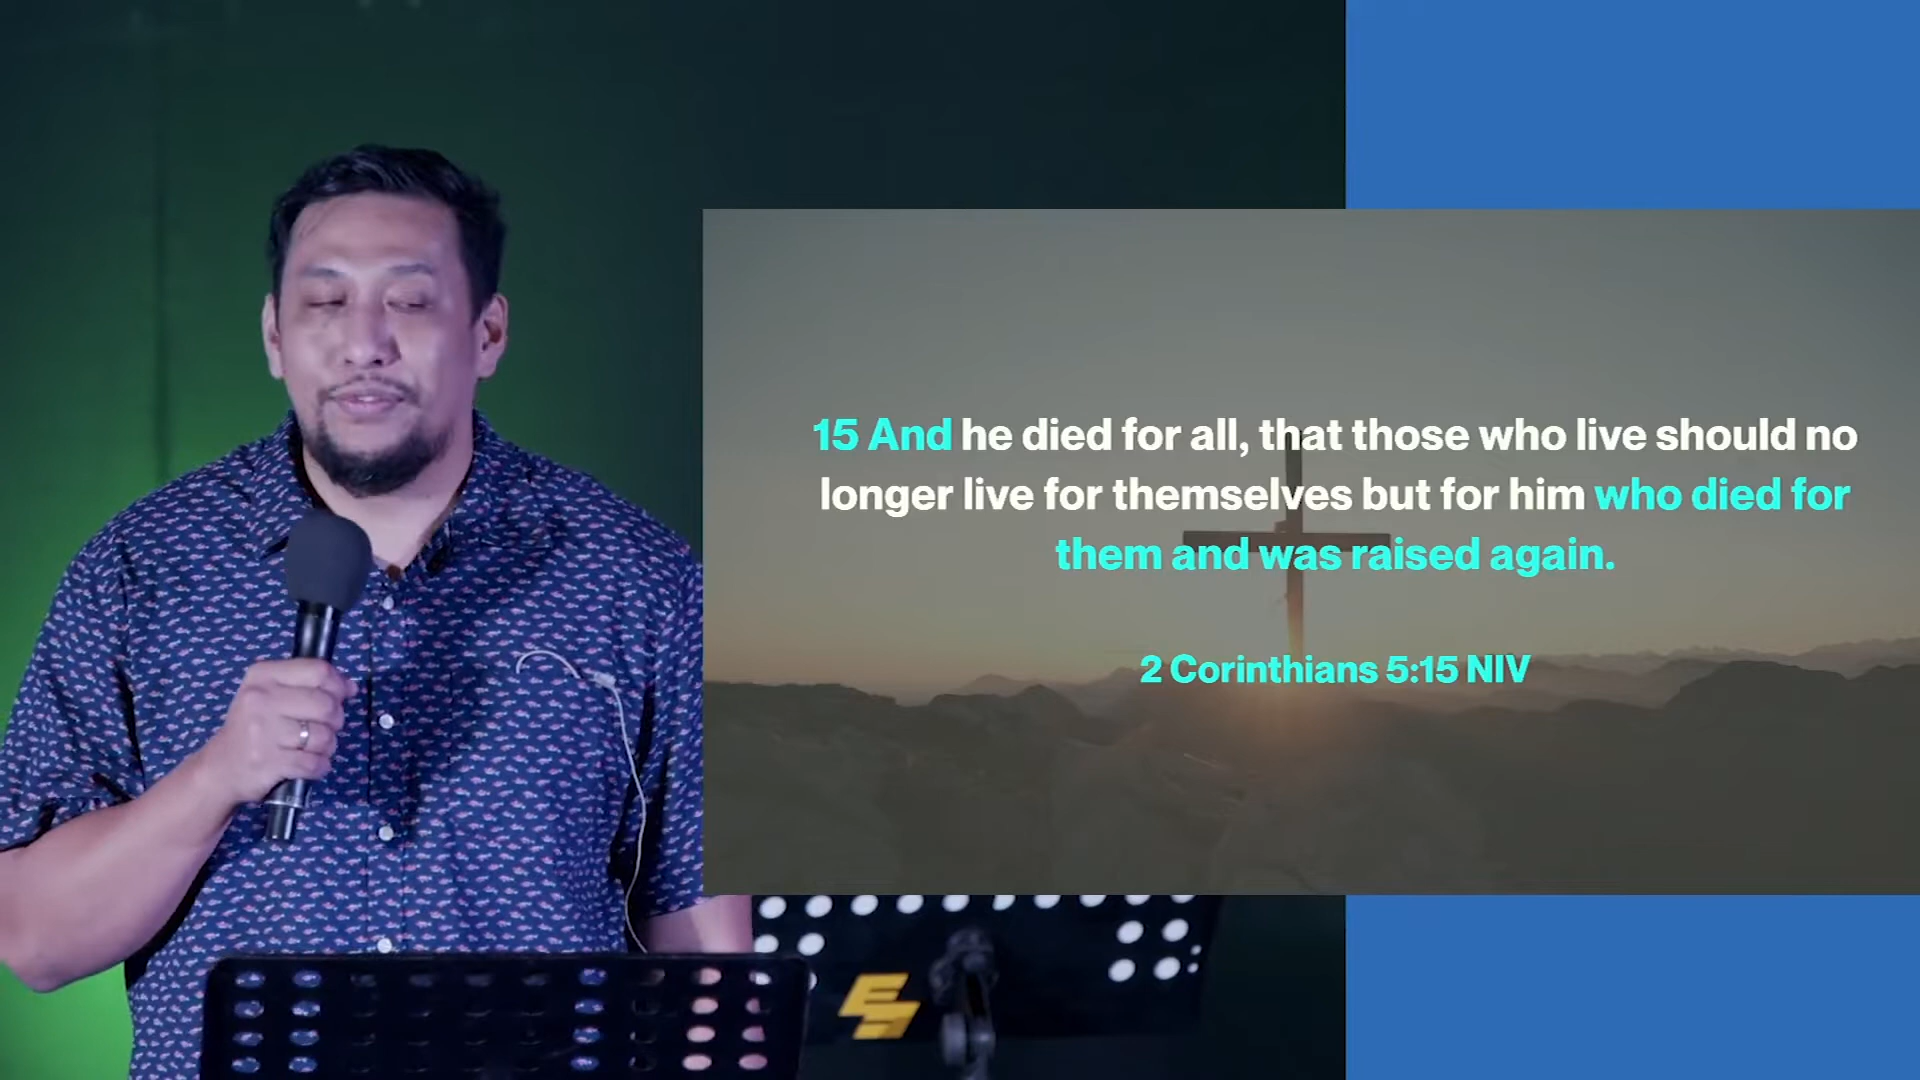 15 And he died for all, that those who live should no
longer live for themselves but for him who died for
them and was raised again.
2 Corinthians 5:15 NIV